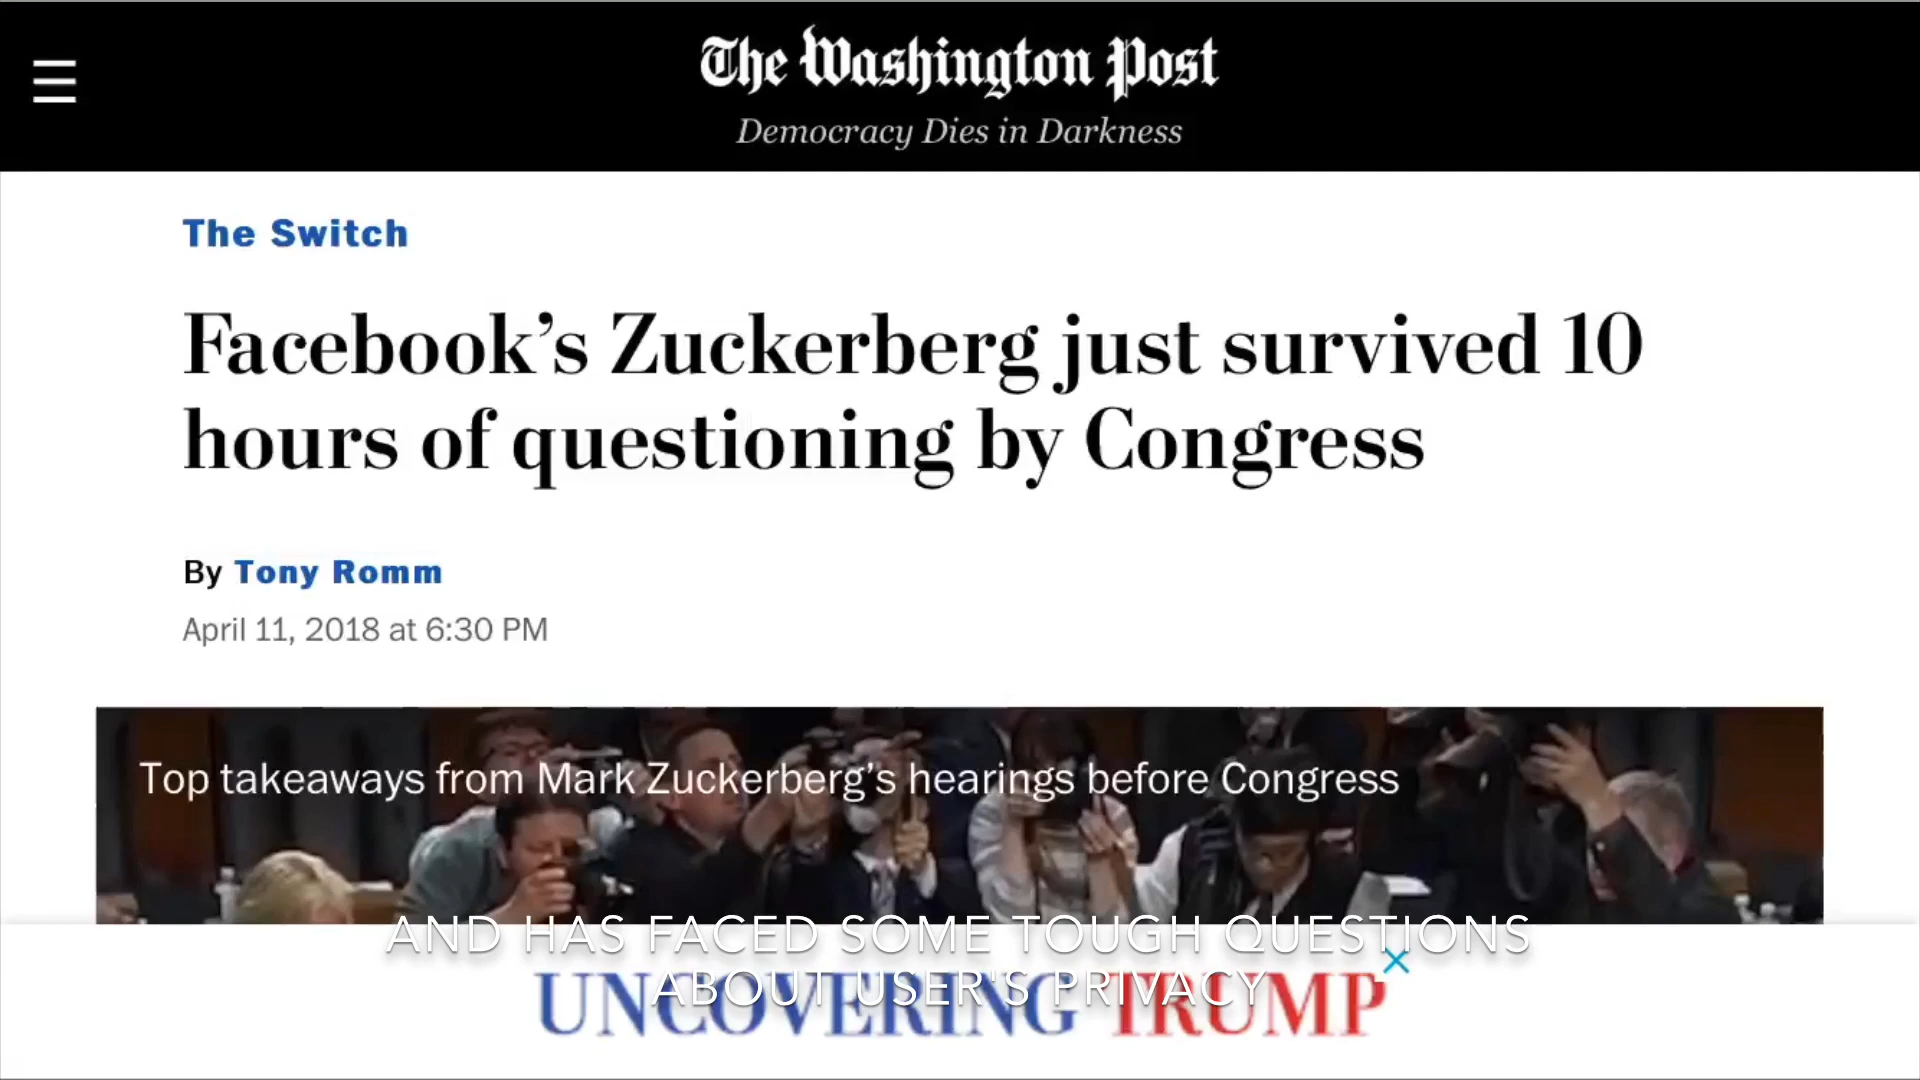 The Washington Post
Democracy Dies in Darkness
The Switch
Facebook’s Zuckerberg just survived 10
hours of questioning by Congress
By Tony Romm
April 11, 2018 at 6:30 PM
Top takeaways from Mark Zuckerberg’s hearings before Congress
AND HAS FACED SOME TOUGH QUESTIONS
ABOUT USER'S PRIVACY
UNCOVERING TRUMP